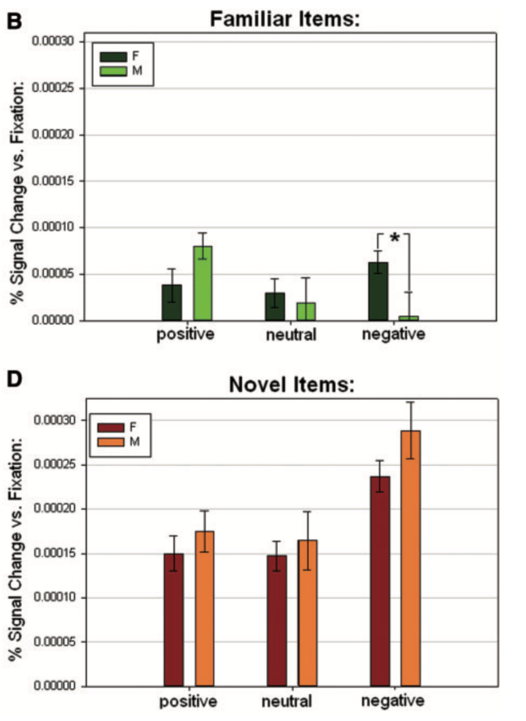 B
Familiar Items:
% Signal Change vs. Fixation:
0.00030
0.00025
0.00020
0.00015
0.00010
0.00005
0.00000
F
M
*
positive neutral negative
D
Novel Items:
% Signal Change vs. Fixation:
0.00030
0.00025
0.00020
0.00015
0.00010
0.00005
0.00000
F
M
positive neutral negative